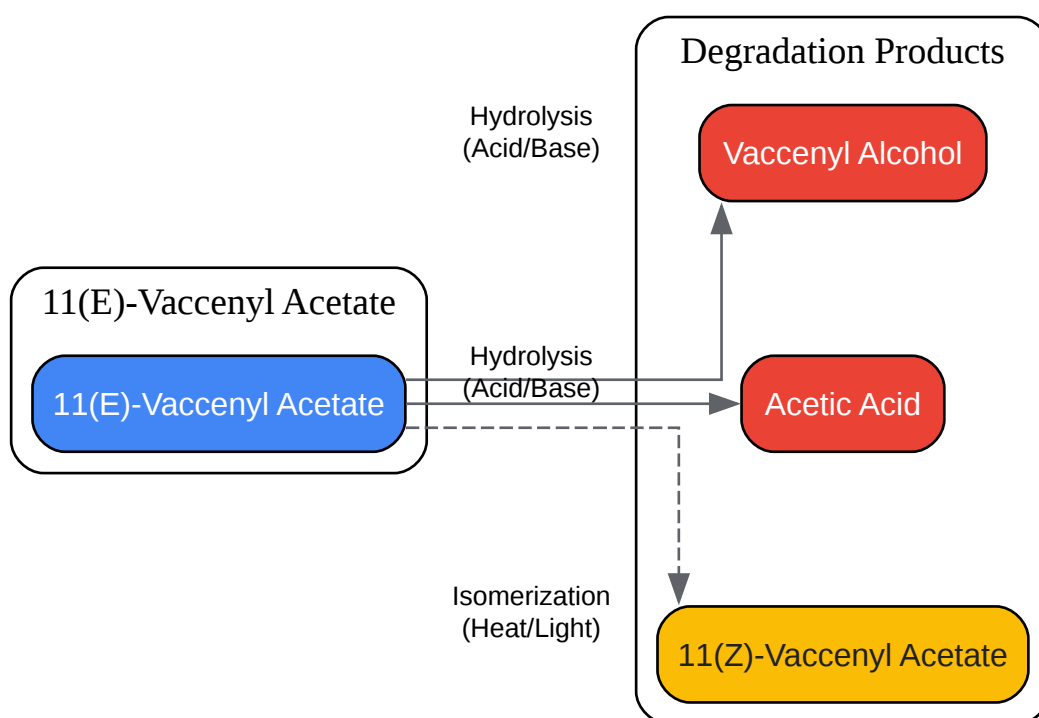 Degradation Products
Hydrolysis
(Acid/Base)
Vaccenyl Alcohol
11(E)-Vaccenyl Acetate
11(E)-Vaccenyl Acetate
Hydrolysis
(Acid/Base)
Acetic Acid
Isomerization
(Heat/Light)
11(Z)-Vaccenyl Acetate